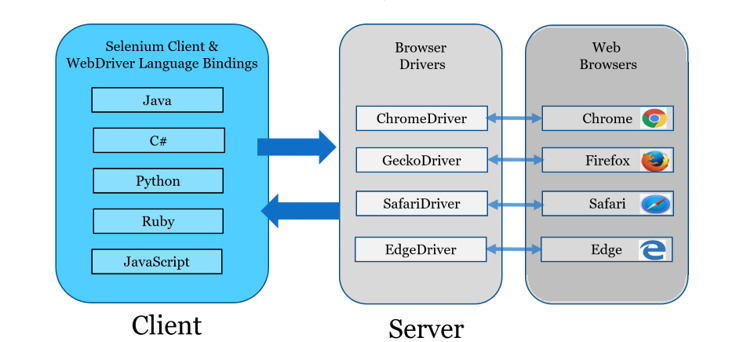 Selenium Client &
WebDriver Language Bindings
Java
C#
Python
Ruby
JavaScript
Client
Browser
Drivers
ChromeDriver
GeckoDriver
SafariDriver
EdgeDriver
Server
Web
Browsers
Chrome
Firefox
Safari
Edge